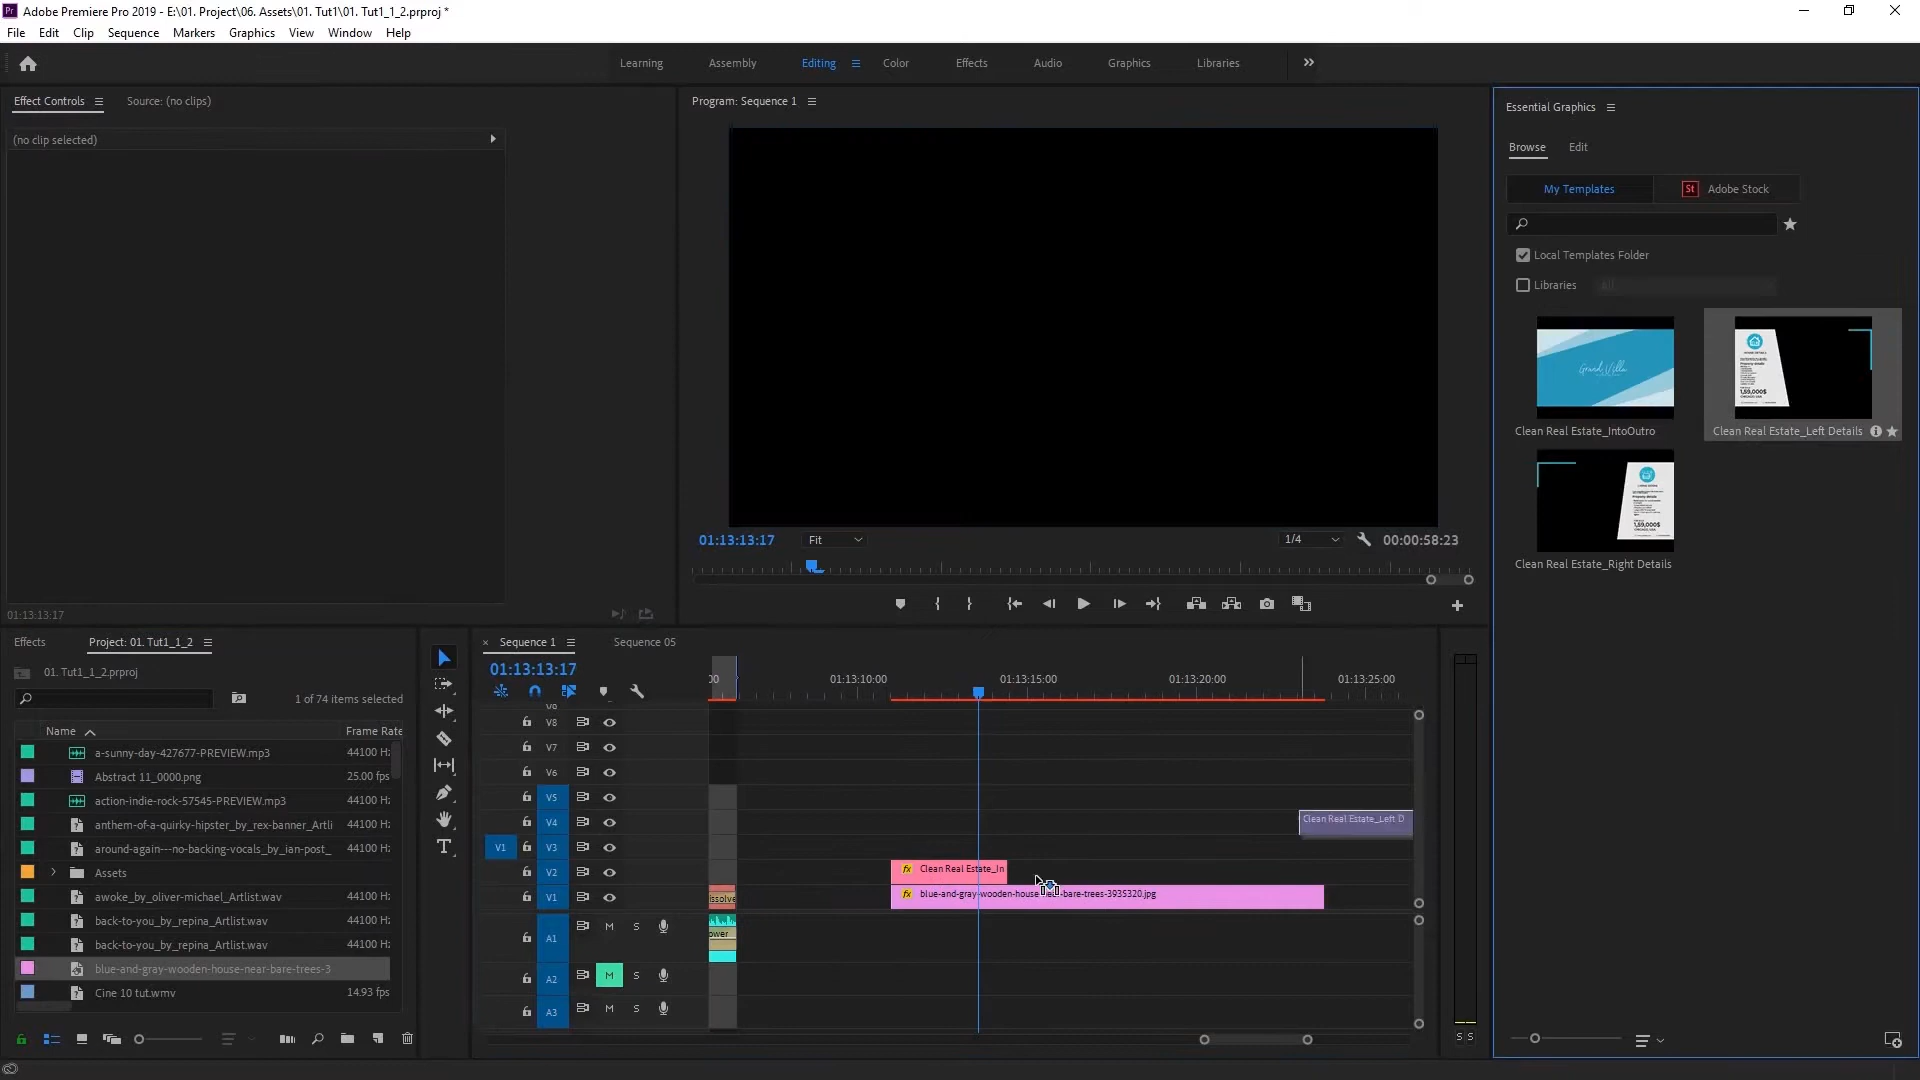 Adobe Premiere Pro 2019 - E:\01. Project\06. Assets\01. Tut1\01. Tut1_1_2.prproj *
File Edit Clip Sequence Markers Graphics View Window Help
Learning Assembly Editing Color Effects Audio Graphics Libraries
Effect Controls Source: (no clips)
(no clip selected)
01:13:13:17
Program: Sequence 1
01:13:13:17 Fit 1/4 00:00:58:23
Essential Graphics
Browse Edit
My Templates St Adobe Stock
Local Templates Folder
Libraries All
Grand Villa
Clean Real Estate_IntoOutro
Clean Real Estate_Left Details
Clean Real Estate_Right Details
Effects Project: 01. Tut1_1_2
01. Tut1_1_2.prproj
1 of 74 items selected
Name Frame Rate
a-sunny-day-427677-PREVIEW.mp3 44100 Hz
Abstract 11_0000.png 25.00 fps
action-indie-rock-57545-PREVIEW.mp3 44100 Hz
anthem-of-a-quirky-hipster_by_rex-banner_Artli 44100 Hz
around-again---no-backing-vocals_by_ian-post_ 44100 Hz
Assets
awoke_by_oliver-michael_Artlist.wav 44100 Hz
back-to-you_by_repina_Artlist.wav 44100 Hz
back-to-you_by_repina_Artlist.wav 44100 Hz
blue-and-gray-wooden-house-near-bare-trees-3
Cine 10 tut.wmv 14.93 fps
Sequence 1 Sequence 05
01:13:13:17
00 01:13:10:00 01:13:15:00 01:13:20:00 01:13:25:00
V8
V7
V6
V5
V4 Clean Real Estate_Left D
V1 V3
V2 fx Clean Real Estate_In
V1 fx blue-and-gray-wooden-house-near-bare-trees-3935320.jpg
A1 M S
A2 M S
A3 M S
S S